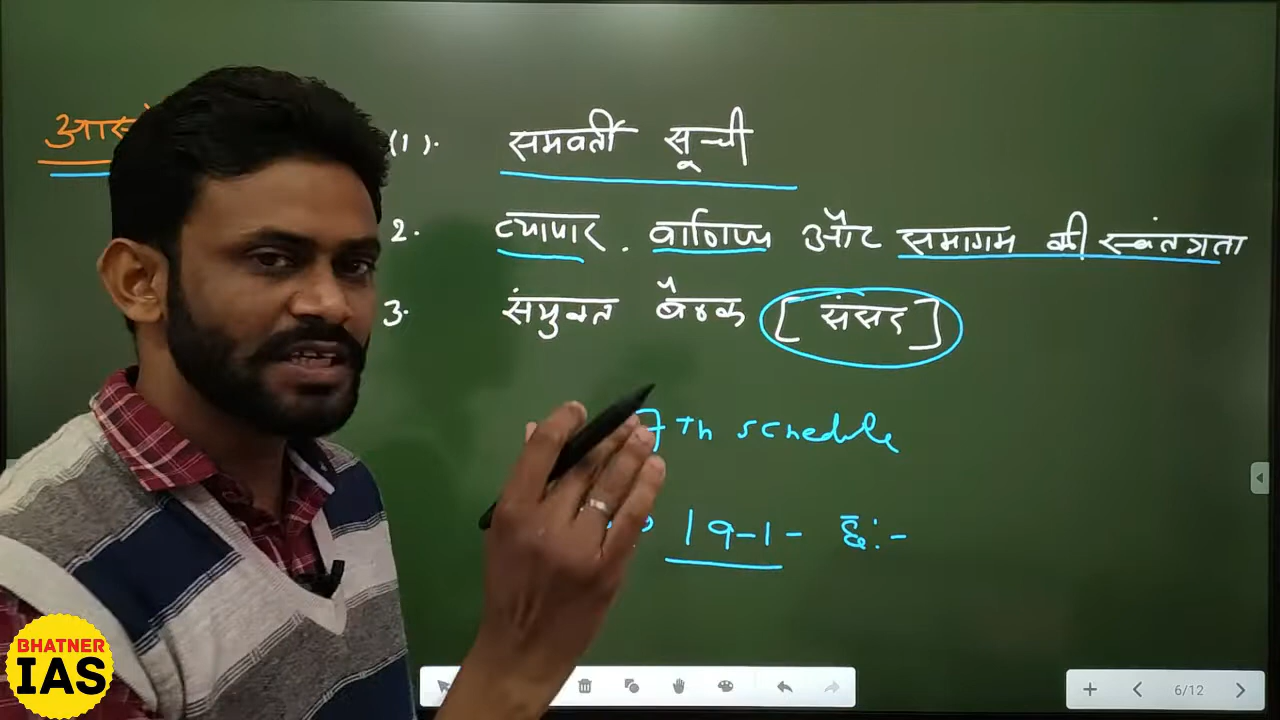 (1). समवर्ती सूची
2. व्यापार. वाणिज्य और समागम की स्वतंत्रता
3. संयुक्त बैठक [संसद]
7th schedule
19-1- छ:-
BHATNER
IAS
6/12